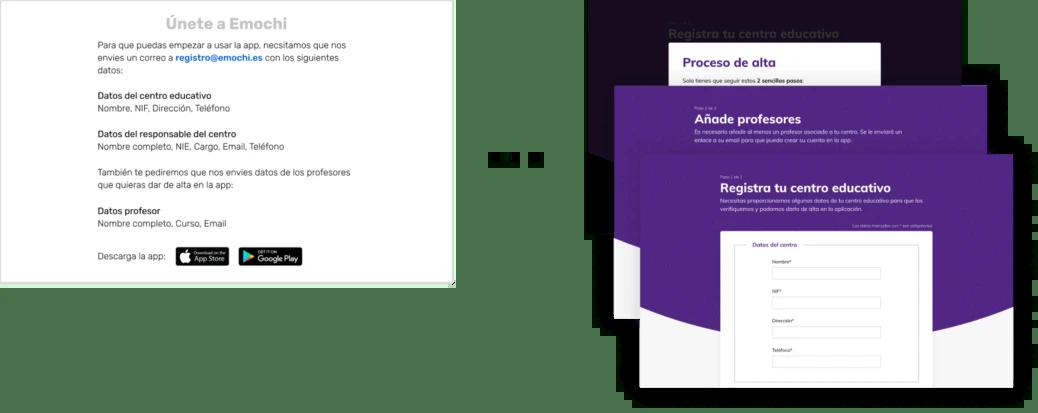 Únete a Emochi
Para que puedas empezar a usar la app, necsitamos que nos
envies un correo a registro@emochi.es con los siguientes
datos:
Datos del centro educativo
Nombre, NIF, Dirección, Teléfono
Datos del responsable del centro
Nombre completo, NIE, Cargo, Email, Teléfono
También te pediremos que nos envies datos de los profesores
que quieras dar de alta en la app:
Datos profesor
Nombre completo, Curso, Email
Descarga la app:
Download on the
App Store
GET IT ON
Google Play
Registra tu centro educativo
Proceso de alta
Solo tienes que seguir estos 2 sencillos pasos:
Paso 2 de 2
Añade profesores
Es necesario añadir al menos un profesor asociado a tu centro. Se le enviará un
enlace a su email para que pueda crear su cuenta en la app.
Paso 1 de 2
Registra tu centro educativo
Necesitas proporcionarnos algunos datos de tu centro educativo para que los
verifiquemos y podamos darlo de alta en la aplicación.
Los datos marcados con * son obligatorios
Datos del centro
Nombre*
NIF*
Dirección*
Teléfono*